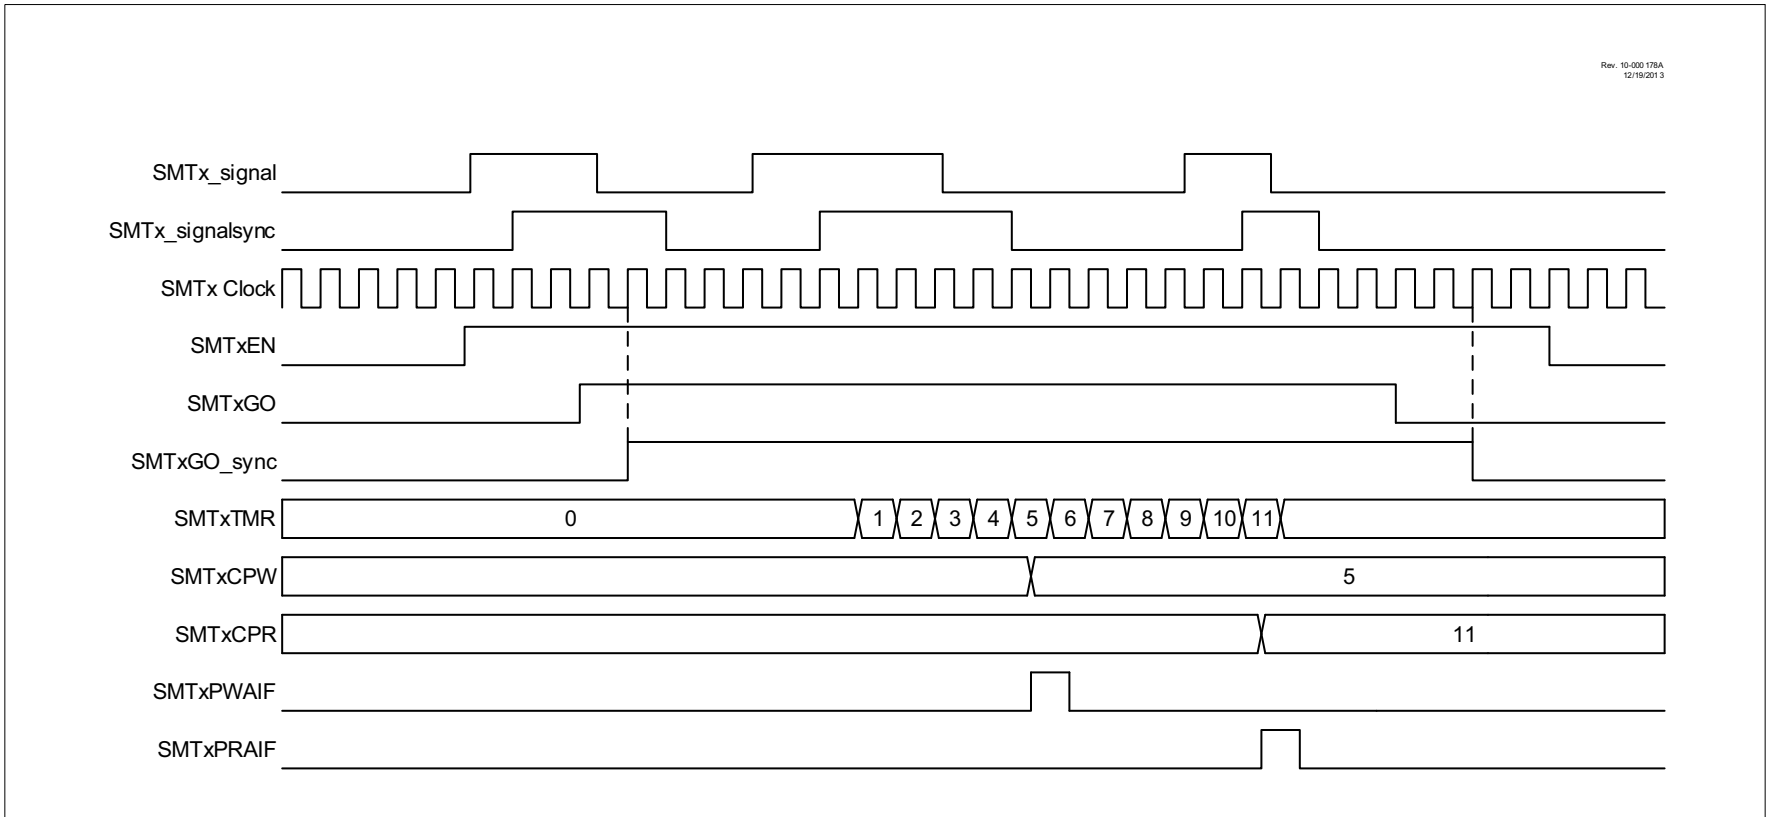 Rev. 10-000 178A
12/19/201 3
SMTx_signal
SMTx_signalsync
SMTx Clock
SMTxEN
SMTxGO
SMTxGO_sync
SMTxTMR 0 1 2 3 4 5 6 7 8 9 10 11
SMTxCPW 5
SMTxCPR 11
SMTxPWAIF
SMTxPRAIF